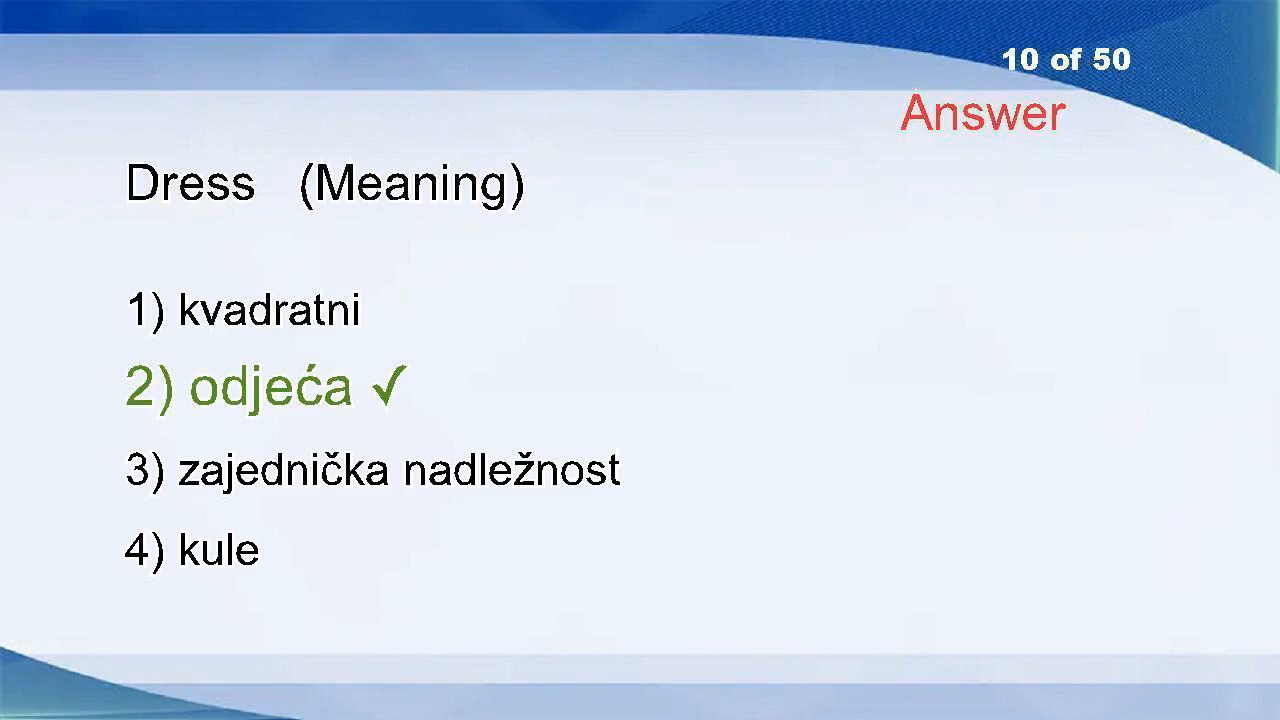 10 of 50
Answer
Dress (Meaning)
1) kvadratni
2) odjeća ✓
3) zajednička nadležnost
4) kule